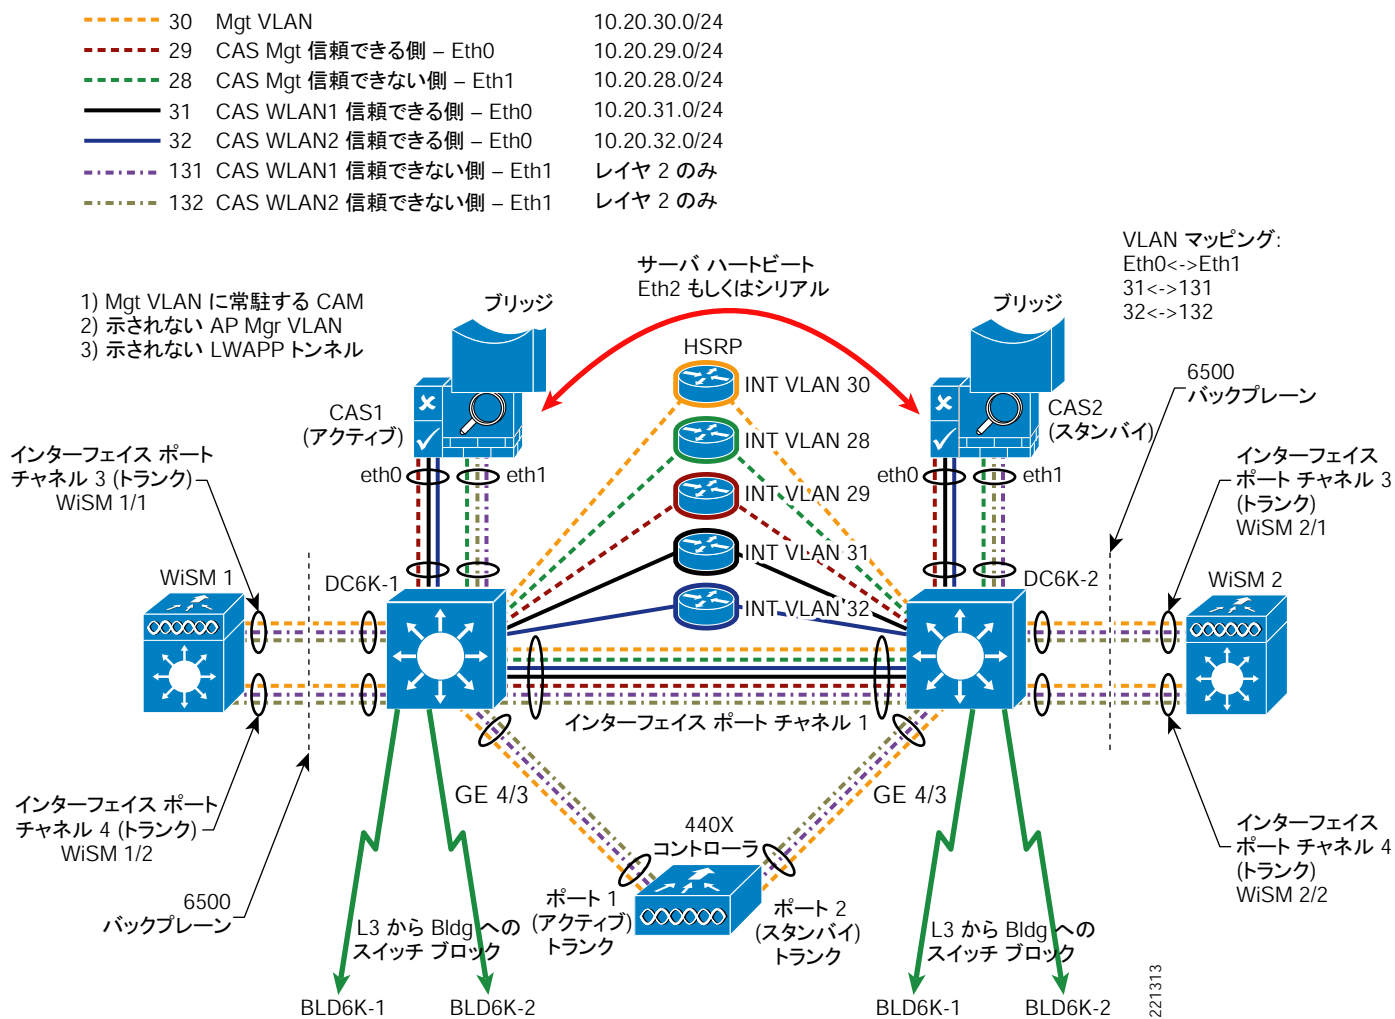 30 Mgt VLAN 10.20.30.0/24
29 CAS Mgt 信頼できる側 – Eth0 10.20.29.0/24
28 CAS Mgt 信頼できない側 – Eth1 10.20.28.0/24
31 CAS WLAN1 信頼できる側 – Eth0 10.20.31.0/24
32 CAS WLAN2 信頼できる側 – Eth0 10.20.32.0/24
131 CAS WLAN1 信頼できない側 – Eth1 レイヤ 2 のみ
132 CAS WLAN2 信頼できない側 – Eth1 レイヤ 2 のみ
VLAN マッピング:
Eth0<->Eth1
31<->131
32<->132
1) Mgt VLAN に常駐する CAM
2) 示されない AP Mgr VLAN
3) 示されない LWAPP トンネル
サーバ ハートビート
Eth2 もしくはシリアル
ブリッジ
ブリッジ
HSRP
INT VLAN 30
INT VLAN 28
INT VLAN 29
INT VLAN 31
INT VLAN 32
CAS1
(アクティブ)
CAS2
(スタンバイ)
6500
バックプレーン
eth0
eth1
eth0
eth1
インターフェイス ポート
チャネル 3 (トランク)
WiSM 1/1
インターフェイス
ポート チャネル 3
(トランク)
WiSM 2/1
WiSM 1
DC6K-1
DC6K-2
WiSM 2
インターフェイス ポート チャネル 1
GE 4/3
GE 4/3
インターフェイス ポート
チャネル 4 (トランク)
WiSM 1/2
440X
コントローラ
インターフェイス
ポート チャネル 4
(トランク)
WiSM 2/2
6500
バックプレーン
ポート 1
(アクティブ)
トランク
ポート 2
(スタンバイ)
トランク
L3 から Bldg への
スイッチ ブロック
L3 から Bldg への
スイッチ ブロック
BLD6K-1
BLD6K-2
BLD6K-1
BLD6K-2
221313